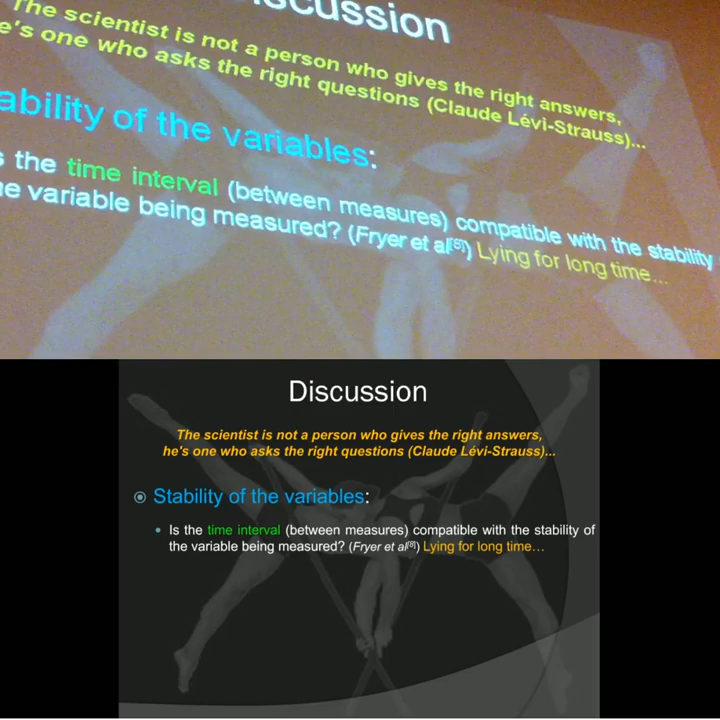 scussion
The scientist is not a person who gives the right answers,
e's one who asks the right questions (Claude Lévi-Strauss)...
ability of the variables:
s the time interval (between measures) compatible with the stability
e variable being measured? (Fryer et al[8]) Lying for long time...
Discussion
The scientist is not a person who gives the right answers,
he's one who asks the right questions (Claude Lévi-Strauss)...
Stability of the variables:
Is the time interval (between measures) compatible with the stability of
the variable being measured? (Fryer et al[8]) Lying for long time...